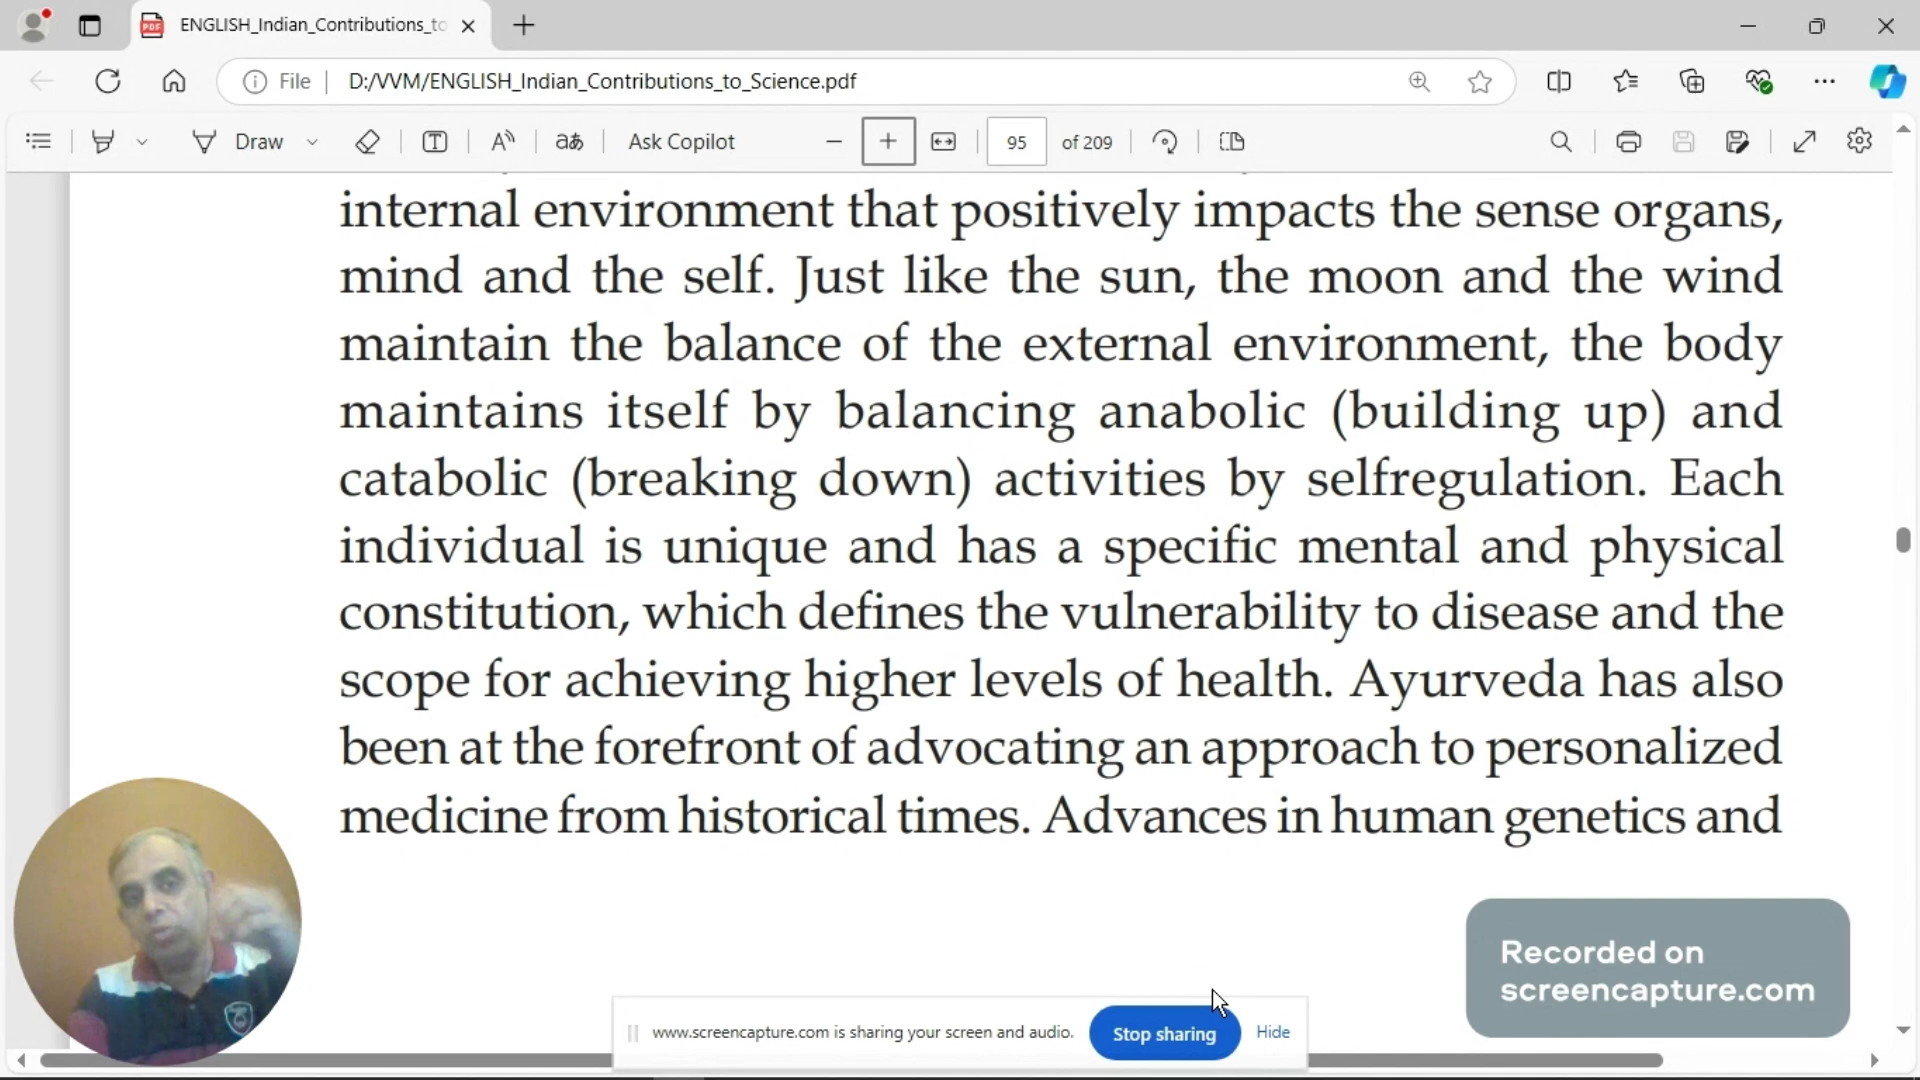 ENGLISH_Indian_Contributions_to
File
D:/VVM/ENGLISH_Indian_Contributions_to_Science.pdf
Draw
aあ
Ask Copilot
95
of 209
internal environment that positively impacts the sense organs,
mind and the self. Just like the sun, the moon and the wind
maintain the balance of the external environment, the body
maintains itself by balancing anabolic (building up) and
catabolic (breaking down) activities by selfregulation. Each
individual is unique and has a specific mental and physical
constitution, which defines the vulnerability to disease and the
scope for achieving higher levels of health. Ayurveda has also
been at the forefront of advocating an approach to personalized
medicine from historical times. Advances in human genetics and
Recorded on
screencapture.com
www.screencapture.com is sharing your screen and audio.
Stop sharing
Hide